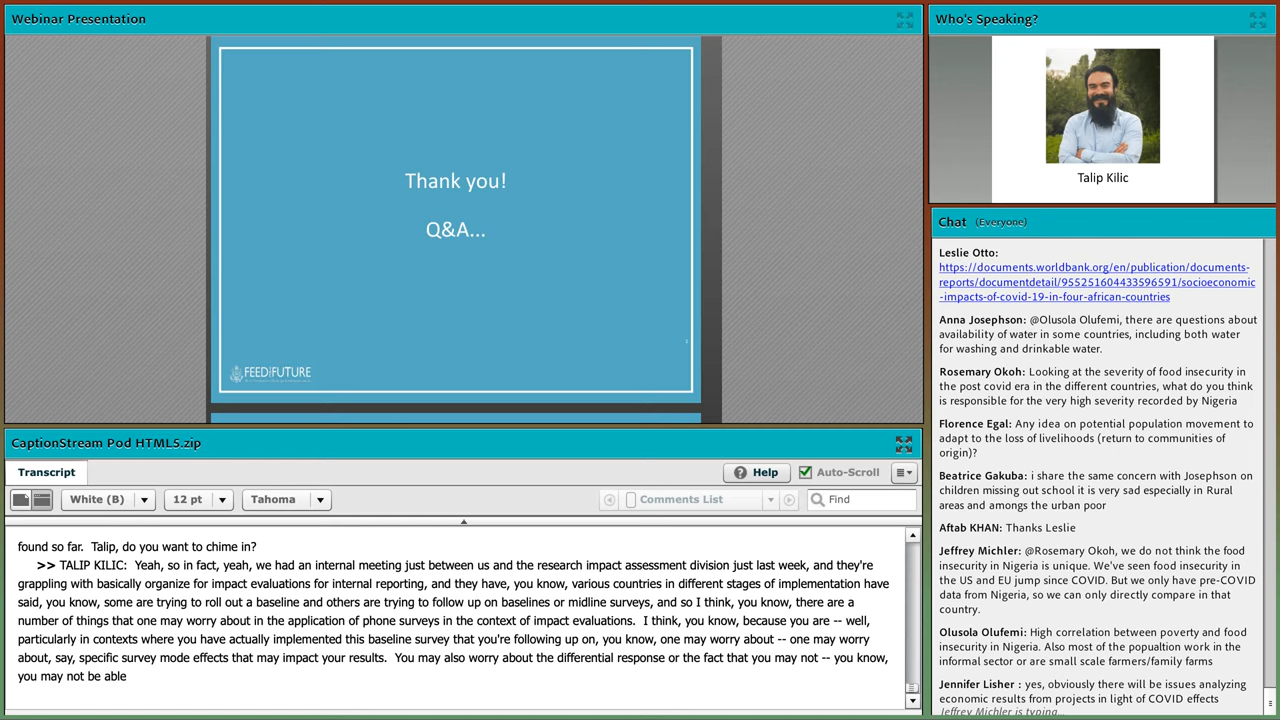 Webinar Presentation
Thank you!
Q&A...
FEED THE FUTURE
Who's Speaking?
Talip Kilic
Chat (Everyone)
Leslie Otto:
https://documents.worldbank.org/en/publication/documents-
reports/documentdetail/955251604433596591/socioeconomic
-impacts-of-covid-19-in-four-african-countries
Anna Josephson: @Olusola Olufemi, there are questions about
availability of water in some countries, including both water
for washing and drinkable water.
Rosemary Okoh: Looking at the severity of food insecurity in
the post covid era in the different countries, what do you think
is responsible for the very high severity recorded by Nigeria
Florence Egal: Any idea on potential population movement to
adapt to the loss of livelihoods (return to communities of
origin)?
Beatrice Gakuba: i share the same concern with Josephson on
children missing out school it is very sad especially in Rural
areas and amongs the urban poor
Aftab KHAN: Thanks Leslie
Jeffrey Michler: @Rosemary Okoh, we do not think the food
insecurity in Nigeria is unique. We've seen food insecurity in
the US and EU jump since COVID. But we only have pre-COVID
data from Nigeria, so we can only directly compare in that
country.
Olusola Olufemi: High correlation between poverty and food
insecurity in Nigeria. Also most of the popualtion work in the
informal sector or are small scale farmers/family farms
Jennifer Lisher : yes, obviously there will be issues analyzing
economic results from projects in light of COVID effects
Jeffrey Michler is typing
CaptionStream Pod HTML5.zip
Transcript
Help
Auto-Scroll
White (B)
12 pt
Tahoma
Comments List
Find
found so far. Talip, do you want to chime in?
>> TALIP KILIC: Yeah, so in fact, yeah, we had an internal meeting just between us and the research impact assessment division just last week, and they're
grappling with basically organize for impact evaluations for internal reporting, and they have, you know, various countries in different stages of implementation have
said, you know, some are trying to roll out a baseline and others are trying to follow up on baselines or midline surveys, and so I think, you know, there are a
number of things that one may worry about in the application of phone surveys in the context of impact evaluations. I think, you know, because you are -- well,
particularly in contexts where you have actually implemented this baseline survey that you're following up on, you know, one may worry about -- one may worry
about, say, specific survey mode effects that may impact your results. You may also worry about the differential response or the fact that you may not -- you know,
you may not be able